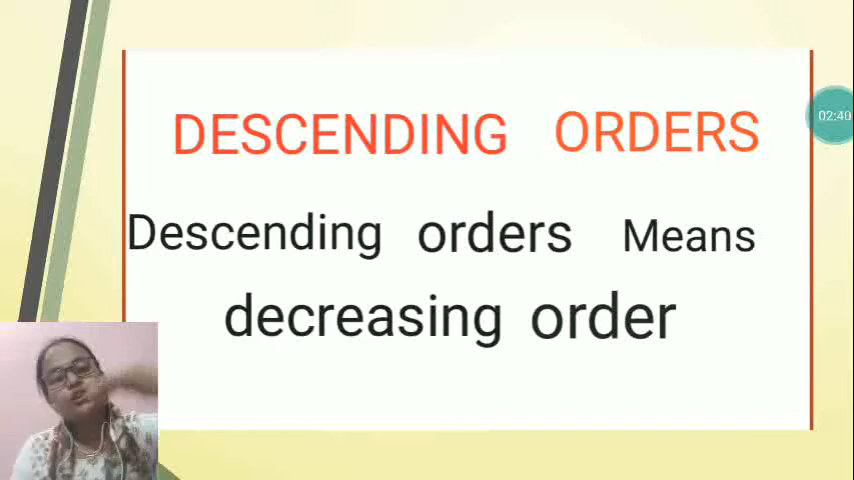 DESCENDING ORDERS
02:40
Descending orders Means
decreasing order